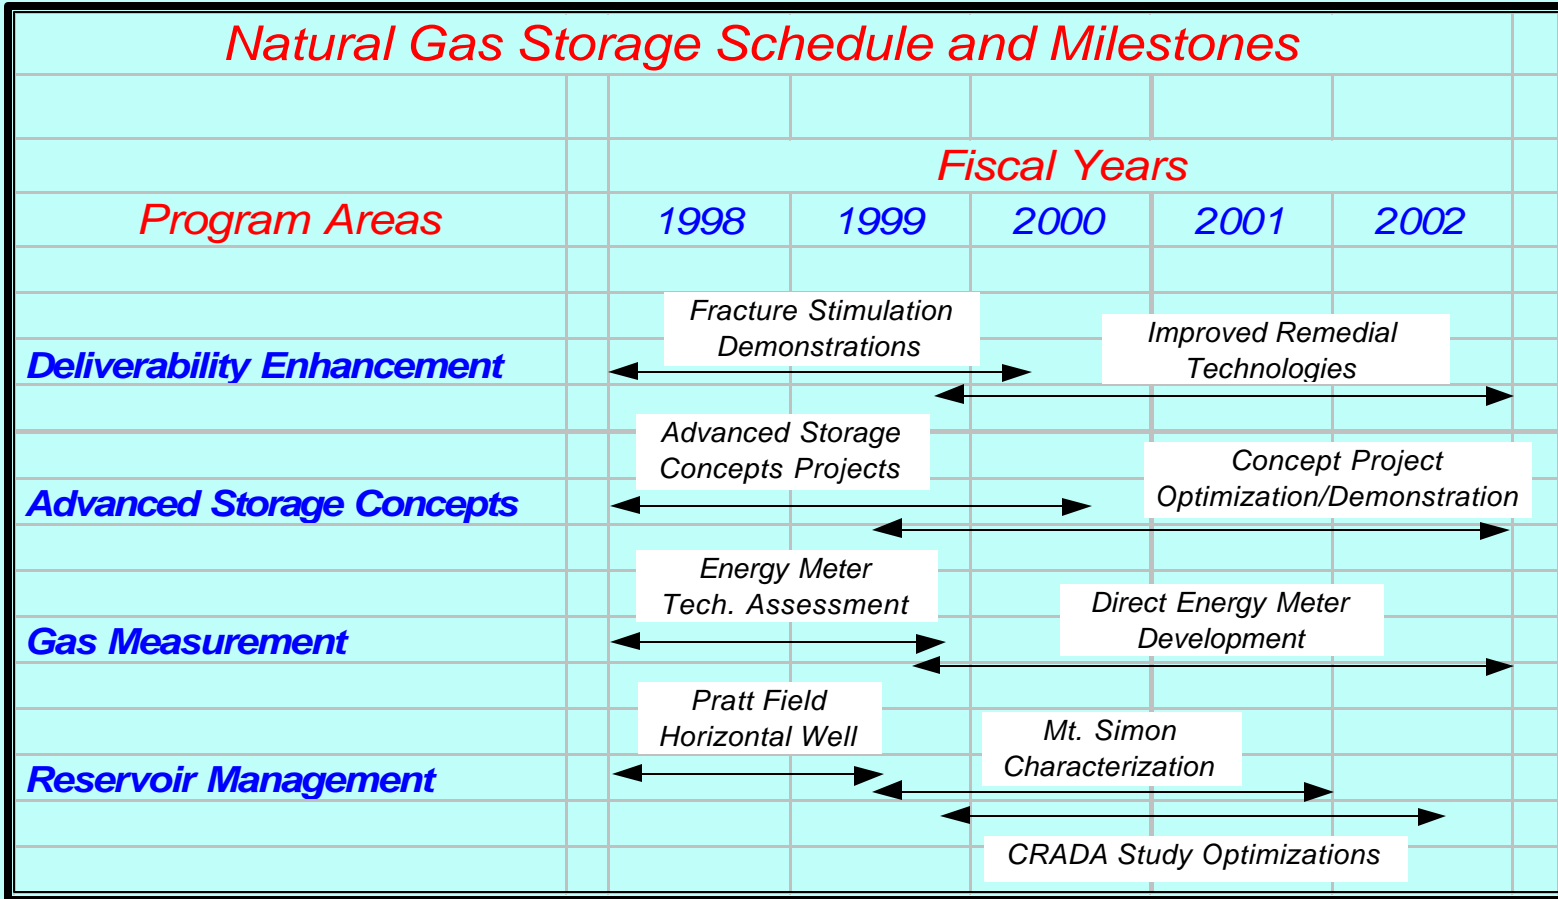 Natural Gas Storage Schedule and Milestones
Fiscal Years
Program Areas 1998 1999 2000 2001 2002
Fracture Stimulation
Demonstrations
Improved Remedial
Technologies
Deliverability Enhancement
Advanced Storage
Concepts Projects
Concept Project
Optimization/Demonstration
Advanced Storage Concepts
Energy Meter
Tech. Assessment
Direct Energy Meter
Development
Gas Measurement
Pratt Field
Horizontal Well
Mt. Simon
Characterization
Reservoir Management
CRADA Study Optimizations